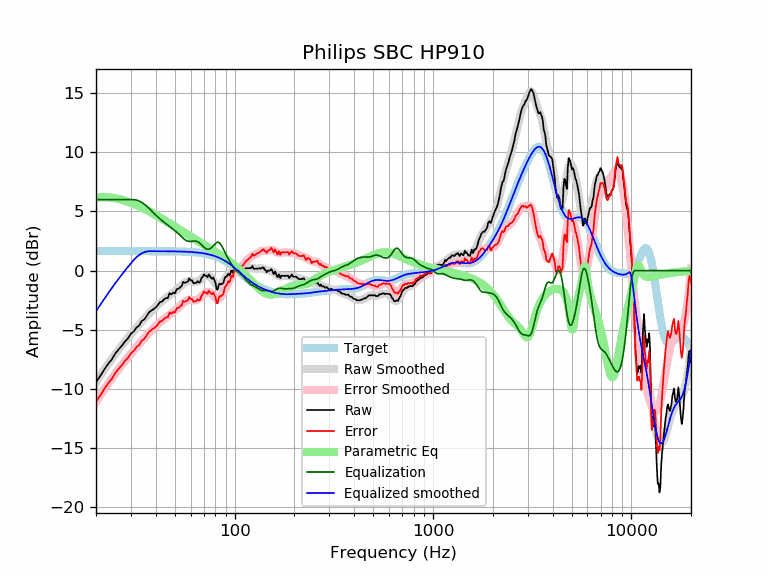 Philips SBC HP910
Amplitude (dBr)
15
10
5
0
−5
−10
−15
−20
Target
Raw Smoothed
Error Smoothed
Raw
Error
Parametric Eq
Equalization
Equalized smoothed
100
1000
10000
Frequency (Hz)